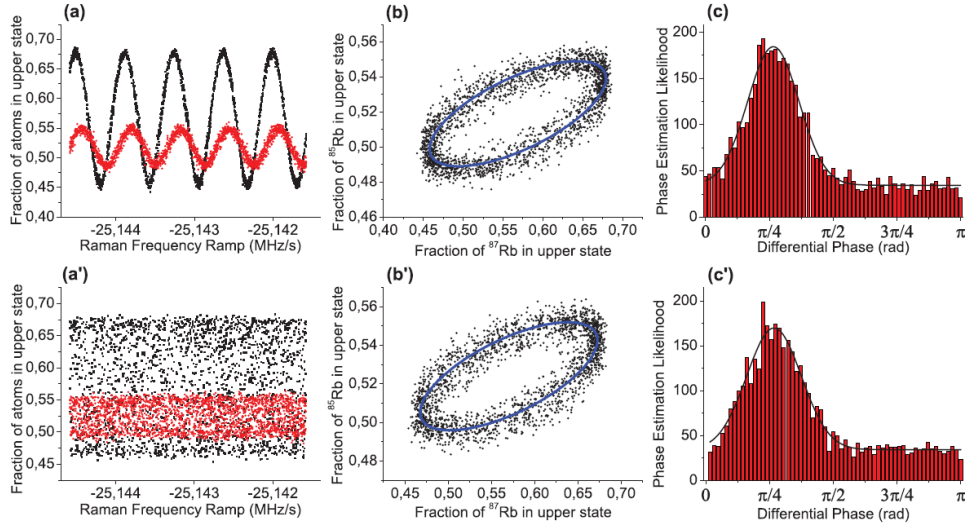 (a)
Fraction of atoms in upper state
0,70
0,65
0,60
0,55
0,50
0,45
0,40
-25,144 -25,143 -25,142
Raman Frequency Ramp (MHz/s)
(b)
Fraction of ⁸⁵Rb in upper state
0,56
0,54
0,52
0,50
0,48
0,46
0,40 0,45 0,50 0,55 0,60 0,65 0,70
Fraction of ⁸⁷Rb in upper state
(c)
Phase Estimation Likelihood
200
150
100
50
0
0 π/4 π/2 3π/4 π
Differential Phase (rad)
(a')
Fraction of atoms in upper state
0,70
0,65
0,60
0,55
0,50
0,45
-25,144 -25,143 -25,142
Raman Frequency Ramp (MHz/s)
(b')
Fraction of ⁸⁵Rb in upper state
0,56
0,54
0,52
0,50
0,48
0,45 0,50 0,55 0,60 0,65 0,70
Fraction of ⁸⁷Rb in upper state
(c')
Phase Estimation Likelihood
200
150
100
50
0
0 π/4 π/2 3π/4 π
Differential Phase (rad)